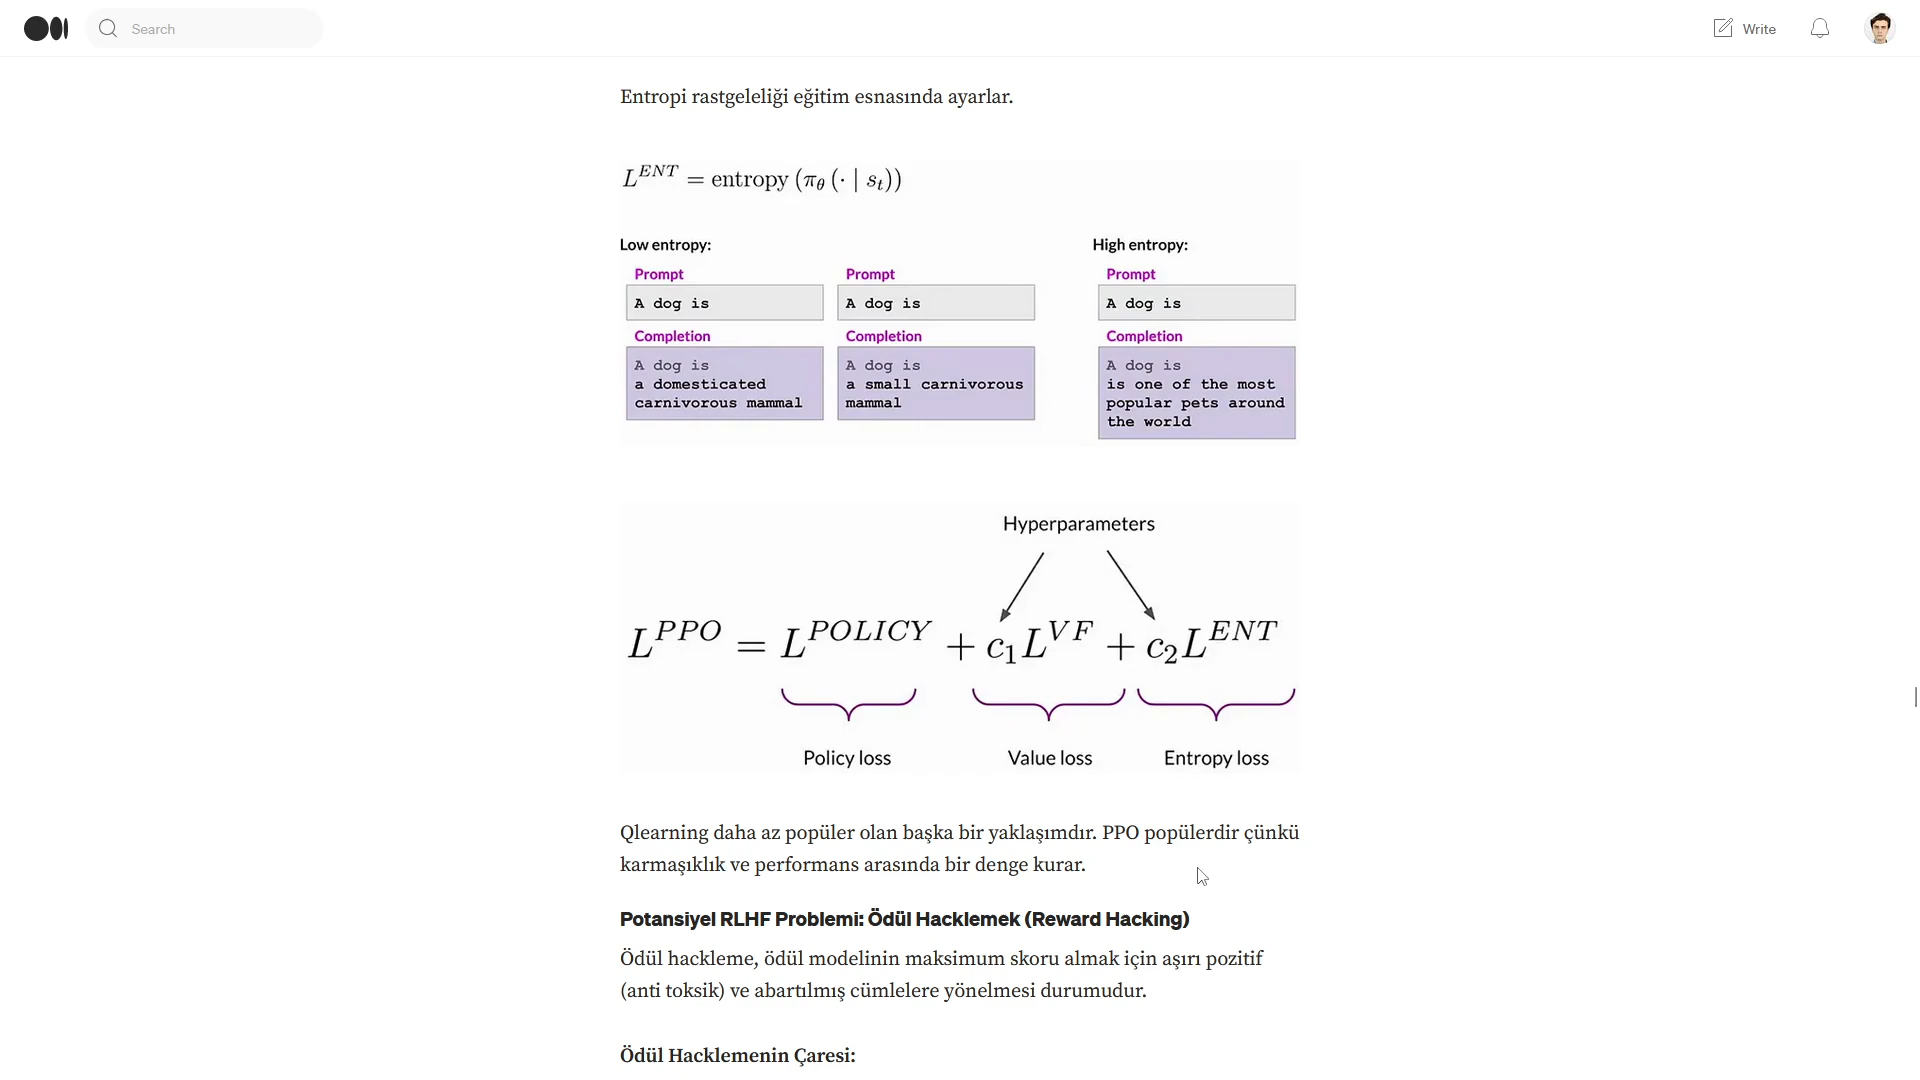 Search
Write
Entropi rastgeleliği eğitim esnasında ayarlar.
L^ENT = entropy (π_θ (· | s_t))
Low entropy:
High entropy:
Prompt
Prompt
Prompt
A dog is
A dog is
A dog is
Completion
Completion
Completion
A dog is
a domesticated
carnivorous mammal
A dog is
a small carnivorous
mammal
A dog is
is one of the most
popular pets around
the world
Hyperparameters
L^PPO = L^POLICY + c_1 L^VF + c_2 L^ENT
Policy loss
Value loss
Entropy loss
Qlearning daha az popüler olan başka bir yaklaşımdır. PPO popülerdir çünkü
karmaşıklık ve performans arasında bir denge kurar.
Potansiyel RLHF Problemi: Ödül Hacklemek (Reward Hacking)
Ödül hackleme, ödül modelinin maksimum skoru almak için aşırı pozitif
(anti toksik) ve abartılmış cümlelere yönelmesi durumudur.
Ödül Hacklemenin Çaresi: